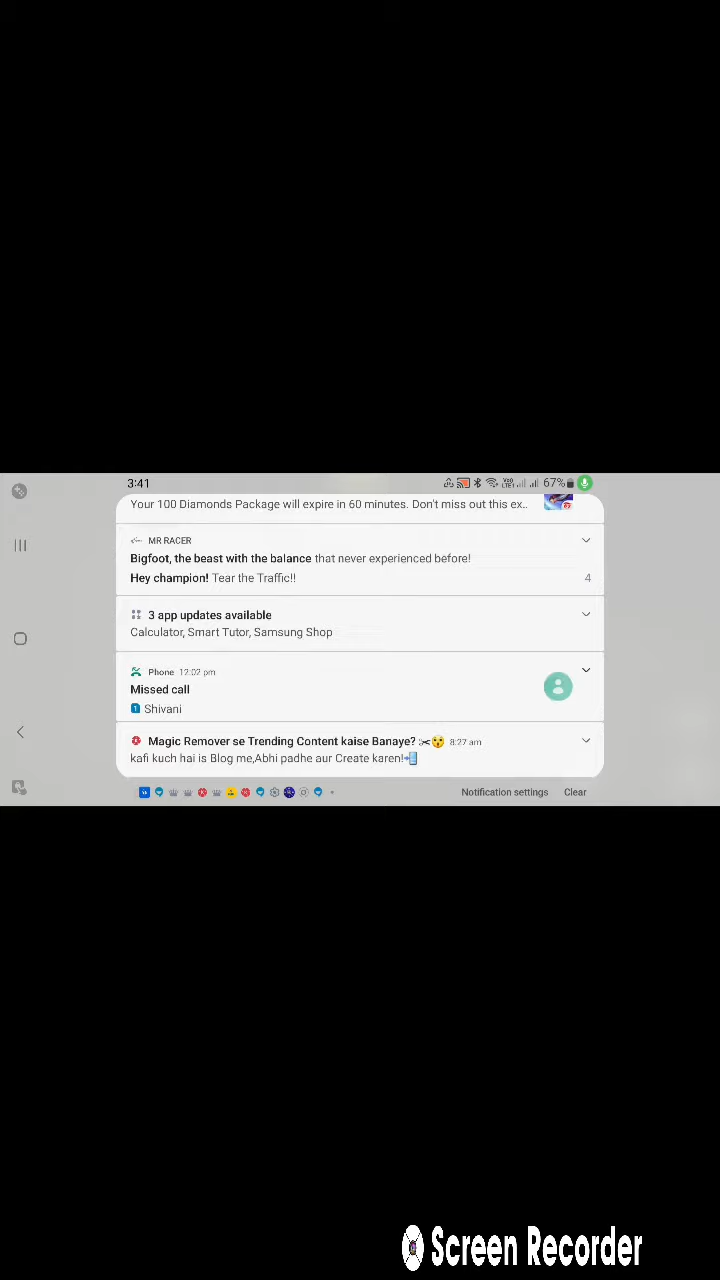 3:41
67%
Your 100 Diamonds Package will expire in 60 minutes. Don't miss out this ex..
MR RACER
Bigfoot, the beast with the balance that never experienced before!
Hey champion! Tear the Traffic!!
4
3 app updates available
Calculator, Smart Tutor, Samsung Shop
Phone 12:02 pm
Missed call
1 Shivani
Magic Remover se Trending Content kaise Banaye? ✂😯 8:27 am
kafi kuch hai is Blog me,Abhi padhe aur Create karen!📲
Notification settings Clear
Screen Recorder